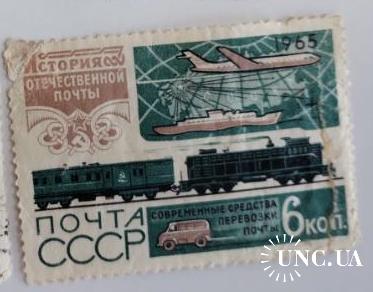 ИСТОРИЯ
ОТЕЧЕСТВЕННОЙ
ПОЧТЫ
1965
ПОЧТА
СССР
СОВРЕМЕННЫЕ СРЕДСТВА
ПЕРЕВОЗКИ
ПОЧТЫ
6 КОП.
UNC.UA